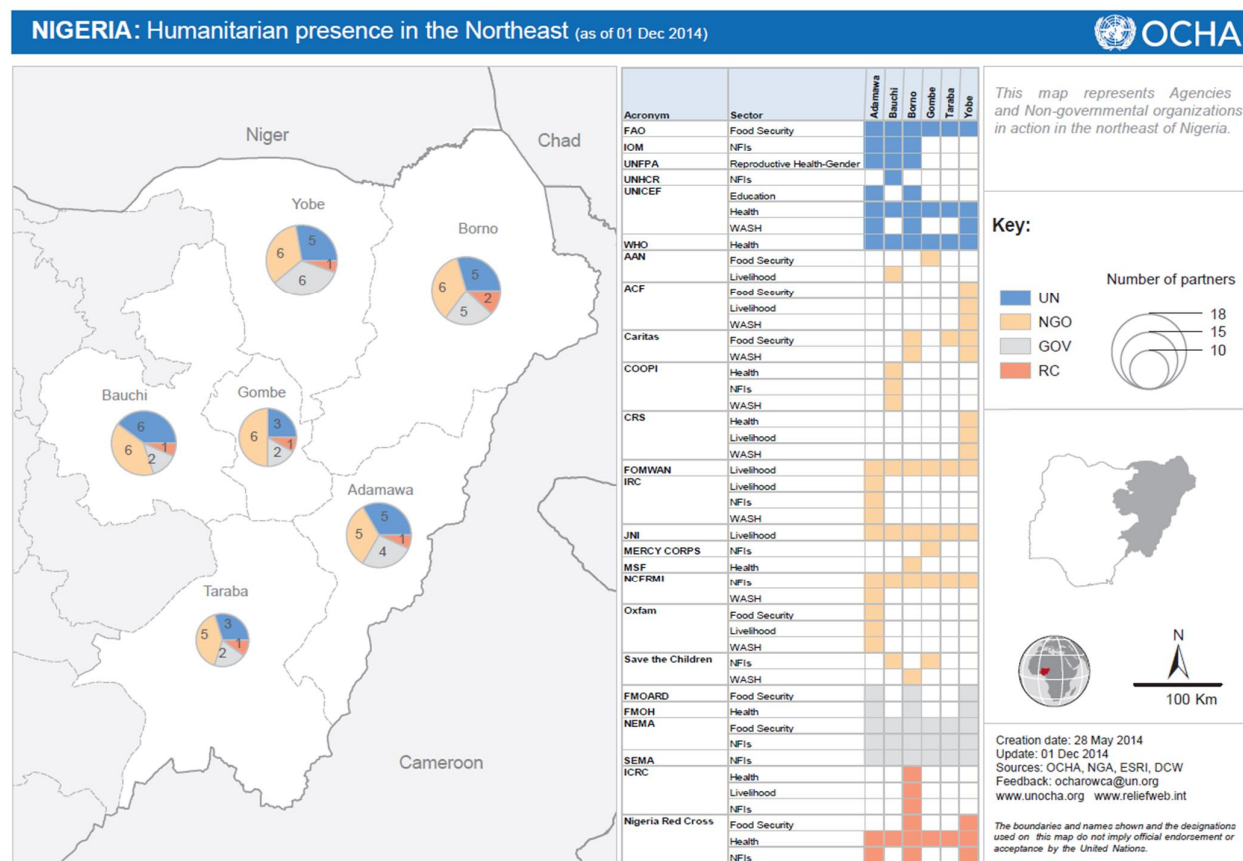 NIGERIA: Humanitarian presence in the Northeast (as of 01 Dec 2014)
OCHA
Niger
Chad
Yobe
5
6
1
6
Borno
5
6
2
5
Bauchi
6
6
1
2
Gombe
3
6
1
2
Adamawa
5
5
1
4
Taraba
3
5
1
2
Cameroon
Acronym Sector Adamawa Bauchi Borno Gombe Taraba Yobe
FAO Food Security
IOM NFIs
UNFPA Reproductive Health-Gender
UNHCR NFIs
UNICEF Education
Health
WASH
WHO Health
AAN Food Security
Livelihood
ACF Food Security
Livelihood
WASH
Caritas Food Security
WASH
COOPI Health
NFIs
WASH
CRS Health
Livelihood
WASH
FOMWAN Livelihood
IRC Livelihood
NFIs
WASH
JNI Livelihood
MERCY CORPS NFIs
MSF Health
NCFRMI NFIs
WASH
Oxfam Food Security
Livelihood
WASH
Save the Children NFIs
WASH
FMOARD Food Security
FMOH Health
NEMA Food Security
NFIs
SEMA NFIs
ICRC Health
Livelihood
NFIs
Nigeria Red Cross Food Security
Health
NFIs
This map represents Agencies
and Non-governmental organizations
in action in the northeast of Nigeria.
Key:
UN
NGO
GOV
RC
Number of partners
18
15
10
N
100 Km
Creation date: 28 May 2014
Update: 01 Dec 2014
Sources: OCHA, NGA, ESRI, DCW
Feedback: ocharowca@un.org
www.unocha.org www.reliefweb.int
The boundaries and names shown and the designations
used on this map do not imply official endorsement or
acceptance by the United Nations.